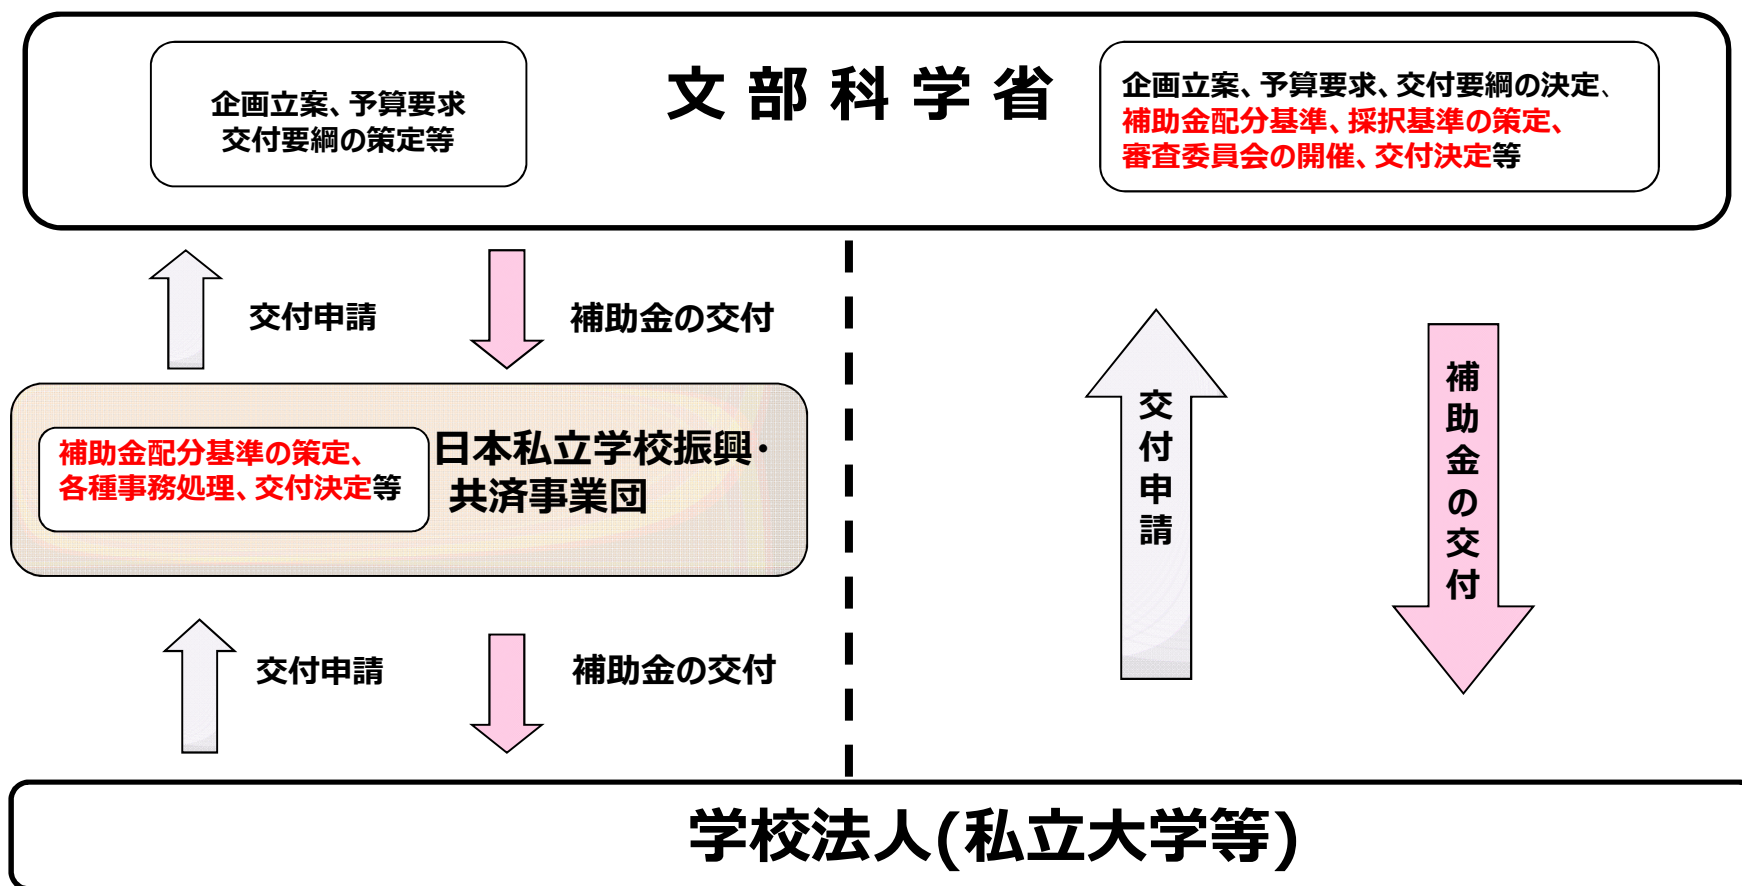 文部科学省
企画立案、予算要求
交付要綱の策定等
企画立案、予算要求、交付要綱の決定、
補助金配分基準、採択基準の策定、
審査委員会の開催、交付決定等
交付申請
補助金の交付
補助金配分基準の策定、
各種事務処理、交付決定等
日本私立学校振興・
共済事業団
交付申請
補助金の交付
交付申請
補助金の交付
学校法人(私立大学等)